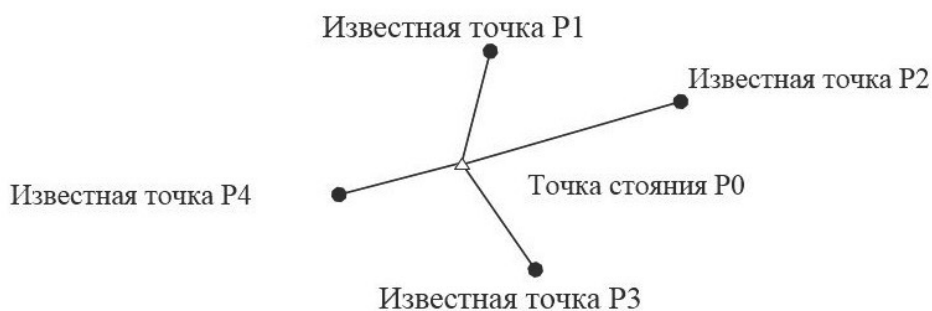 Известная точка P1
Известная точка P2
Точка стояния P0
Известная точка P4
Известная точка P3